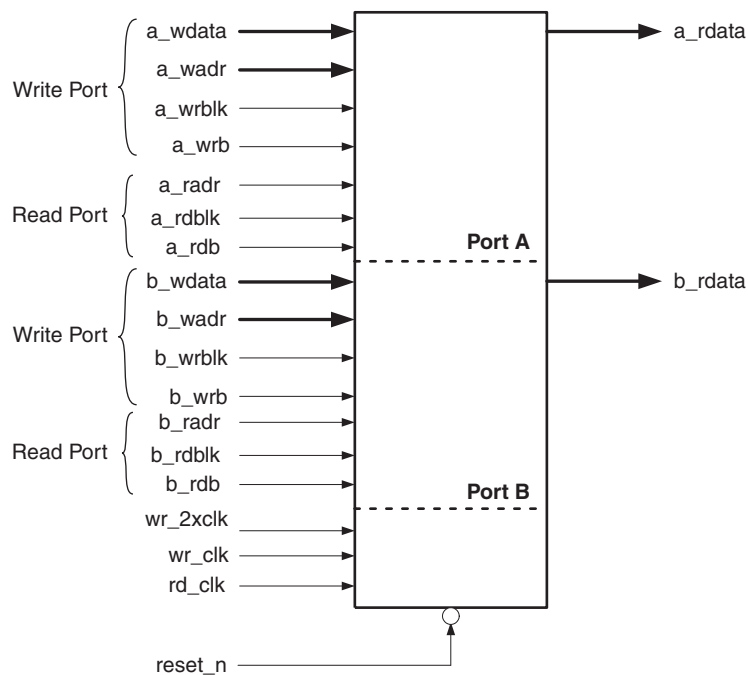 a_wdata
a_rdata
a_wadr
Write Port
a_wrblk
a_wrb
a_radr
Read Port
a_rdblk
a_rdb
Port A
b_wdata
b_rdata
b_wadr
Write Port
b_wrblk
b_wrb
b_radr
Read Port
b_rdblk
b_rdb
Port B
wr_2xclk
wr_clk
rd_clk
reset_n